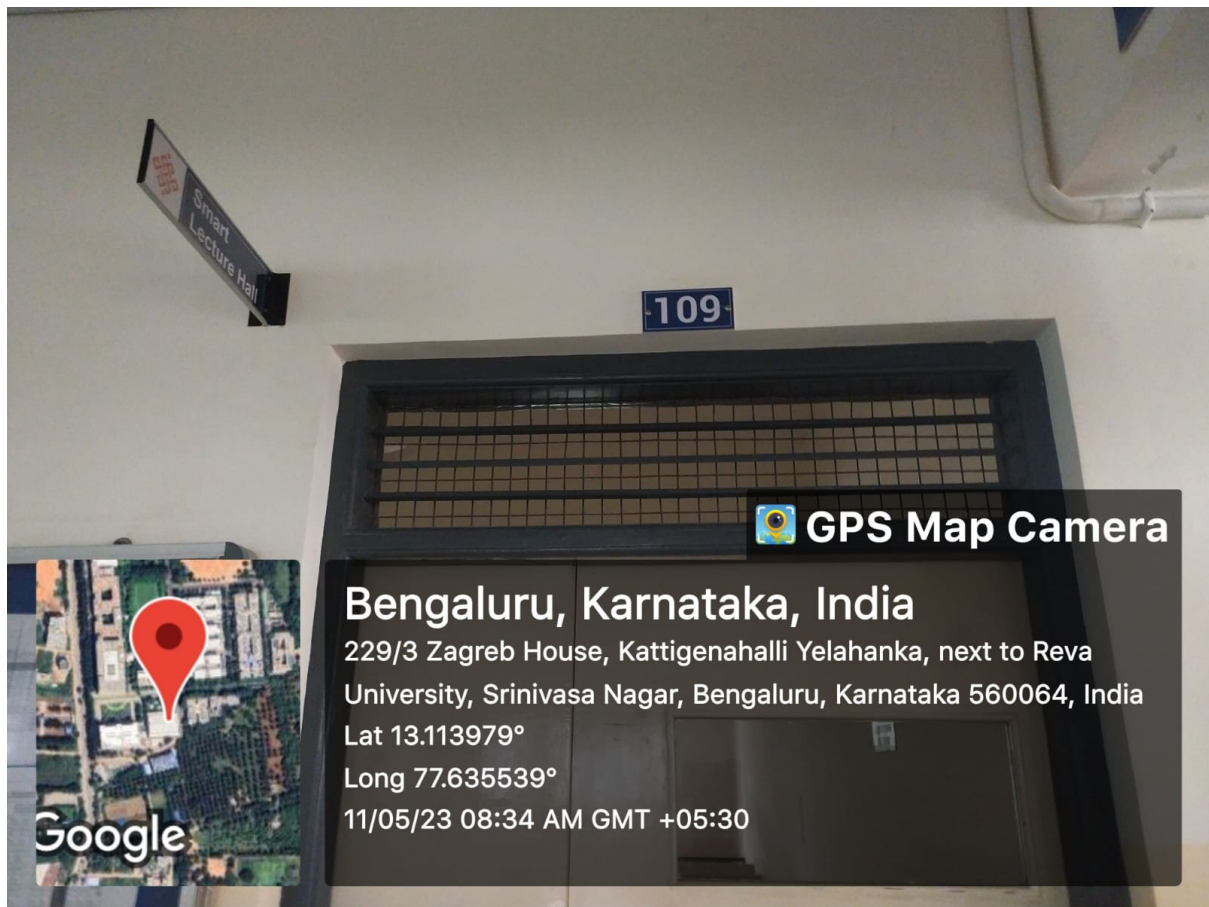 Smart
Lecture Hall
109
GPS Map Camera
Bengaluru, Karnataka, India
229/3 Zagreb House, Kattigenahalli Yelahanka, next to Reva
University, Srinivasa Nagar, Bengaluru, Karnataka 560064, India
Lat 13.113979°
Long 77.635539°
11/05/23 08:34 AM GMT +05:30
Google